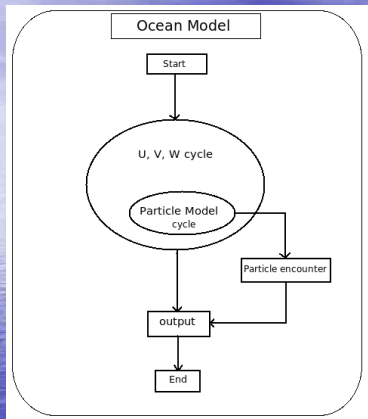 Ocean Model
Start
U, V, W cycle
Particle Model
cycle
Particle encounter
output
End